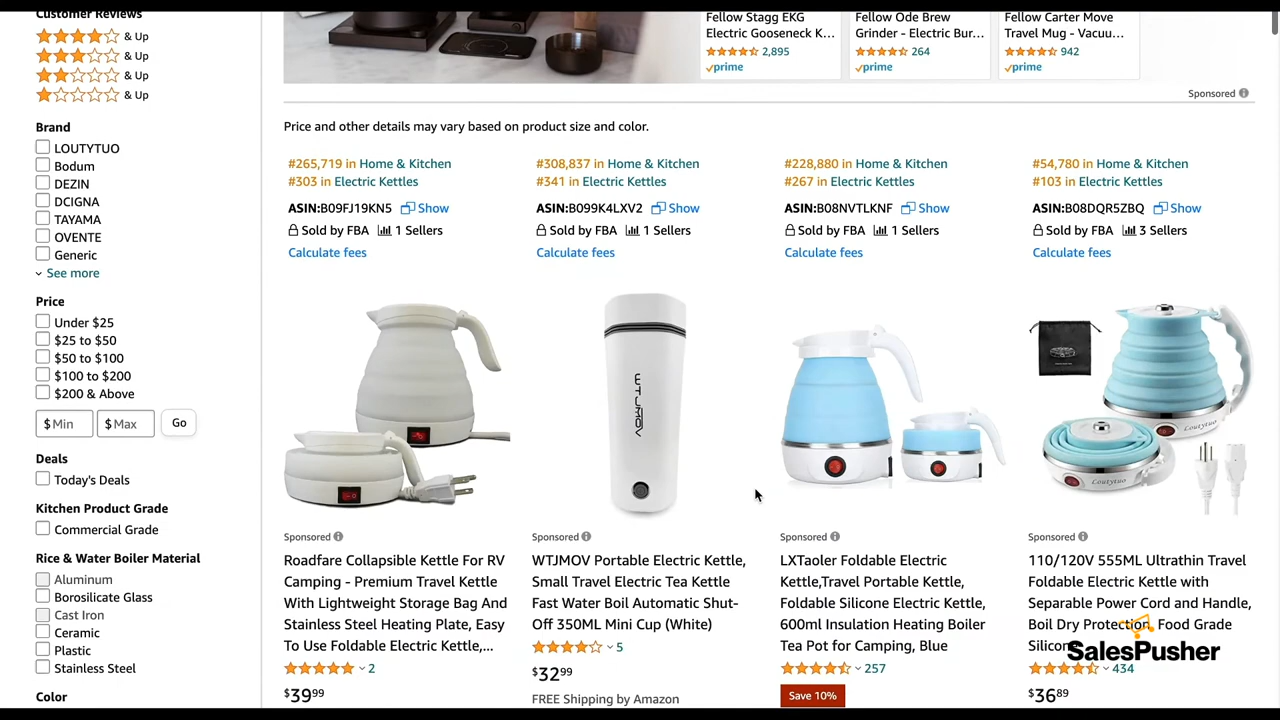 Customer Reviews
& Up
& Up
& Up
& Up
Brand
LOUTYTUO
Bodum
DEZIN
DCIGNA
TAYAMA
OVENTE
Generic
See more
Price
Under $25
$25 to $50
$50 to $100
$100 to $200
$200 & Above
$ Min $ Max Go
Deals
Today's Deals
Kitchen Product Grade
Commercial Grade
Rice & Water Boiler Material
Aluminum
Borosilicate Glass
Cast Iron
Ceramic
Plastic
Stainless Steel
Color
Fellow Stagg EKG
Electric Gooseneck K...
2,895
prime
Fellow Ode Brew
Grinder - Electric Bur...
264
prime
Fellow Carter Move
Travel Mug - Vacuu...
942
prime
Sponsored
Price and other details may vary based on product size and color.
#265,719 in Home & Kitchen
#303 in Electric Kettles
ASIN:B09FJ19KN5 Show
Sold by FBA 1 Sellers
Calculate fees
Sponsored
Roadfare Collapsible Kettle For RV
Camping - Premium Travel Kettle
With Lightweight Storage Bag And
Stainless Steel Heating Plate, Easy
To Use Foldable Electric Kettle,...
2
$39.99
#308,837 in Home & Kitchen
#341 in Electric Kettles
ASIN:B099K4LXV2 Show
Sold by FBA 1 Sellers
Calculate fees
WTJMOV
Sponsored
WTJMOV Portable Electric Kettle,
Small Travel Electric Tea Kettle
Fast Water Boil Automatic Shut-
Off 350ML Mini Cup (White)
5
$32.99
FREE Shipping by Amazon
#228,880 in Home & Kitchen
#267 in Electric Kettles
ASIN:B08NVTLKNF Show
Sold by FBA 1 Sellers
Calculate fees
Sponsored
LXTaoler Foldable Electric
Kettle,Travel Portable Kettle,
Foldable Silicone Electric Kettle,
600ml Insulation Heating Boiler
Tea Pot for Camping, Blue
257
Save 10%
#54,780 in Home & Kitchen
#103 in Electric Kettles
ASIN:B08DQR5ZBQ Show
Sold by FBA 3 Sellers
Calculate fees
Loutytuo
Loutytuo
Sponsored
110/120V 555ML Ultrathin Travel
Foldable Electric Kettle with
Separable Power Cord and Handle,
Boil Dry Protection, Food Grade
Silicone
434
$36.89
SalesPusher